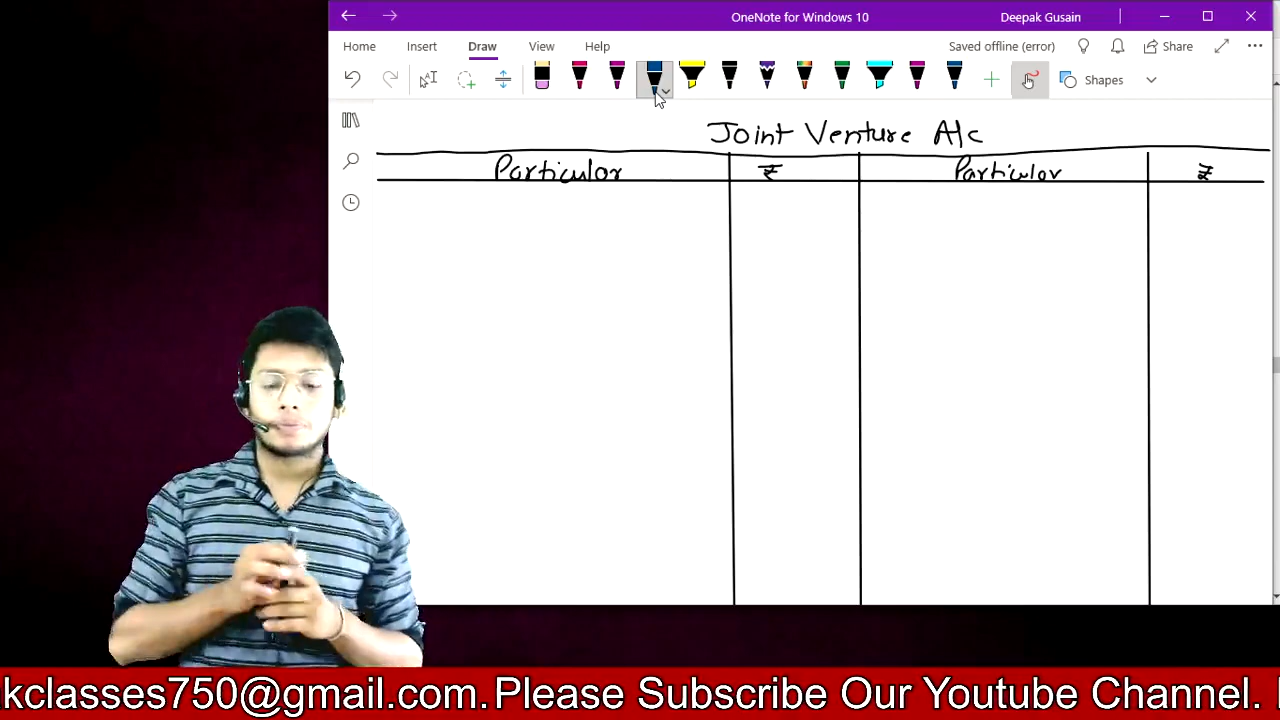 OneNote for Windows 10
Deepak Gusain
Home Insert Draw View Help
Saved offline (error)
Share
Shapes
Joint Venture A/c
Particular ₹ Particular ₹
kclasses750@gmail.com. Please Subscribe Our Youtube Channel.